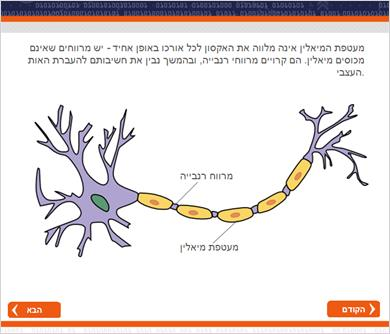 מעטפת המיאלין אינה מלווה את האקסון לכל אורכו באופן אחיד - יש מרווחים שאינם
מכוסים מיאלין. הם קרויים מרווחי רנבייה, ובהמשך נבין את חשיבותם להעברת האות
העצבי.
מרווח רנבייה
מעטפת מיאלין
הקודם
הבא